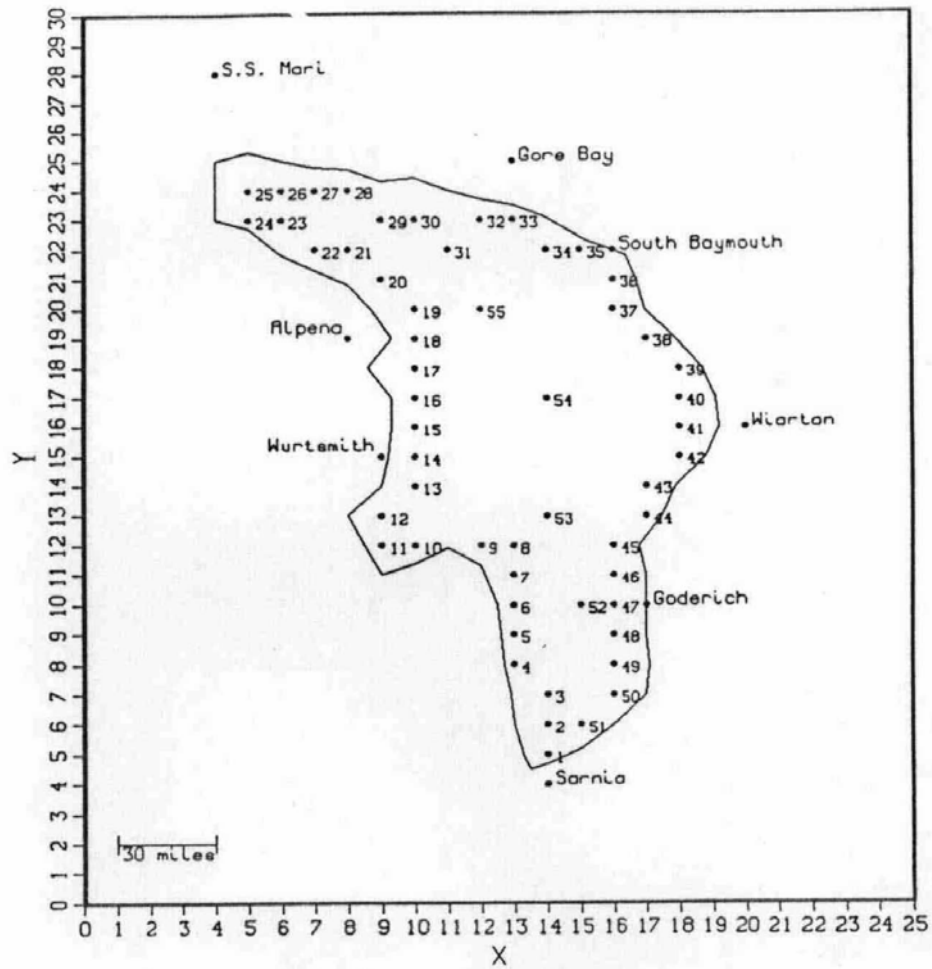 30
29
28 S.S. Mari
27
26
25 Gore Bay
24 25 26 27 28
23 24 23 29 30 32 33
22 22 21 31 34 35 South Baymouth
21 20 36
20 19 55 37
19 Alpena 18 38
18 17 39
17 16 54 40
16 15 41 Wiarton
15 Wurtsmith 14 42
Y
14 13 43
13 12 53 44
12 11 10 9 8 45
11 7 46
10 6 52 47 Goderich
9 5 48
8 4 49
7 3 50
6 2 51
5 1
4 Sarnia
3
2
30 miles
1
0
0 1 2 3 4 5 6 7 8 9 10 11 12 13 14 15 16 17 18 19 20 21 22 23 24 25
X